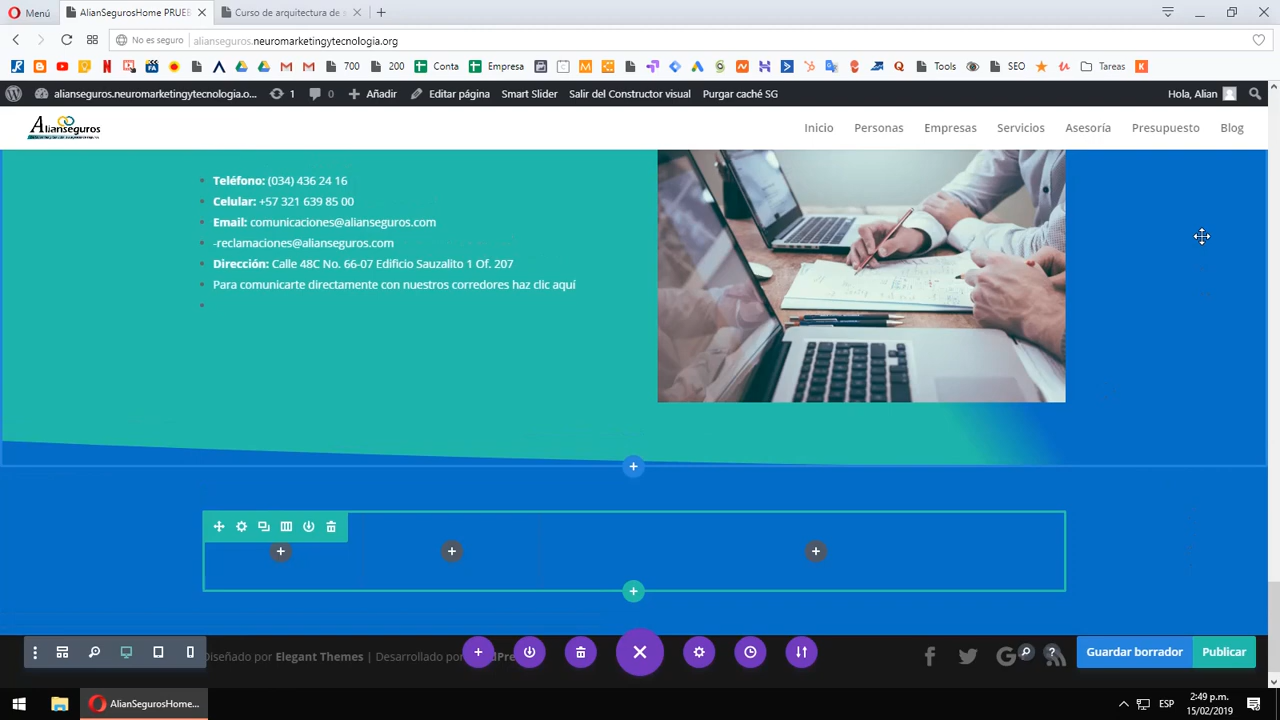 Menú
AlianSegurosHome PRUEB
Curso de arquitectura de s
No es seguro
alianseguros.neuromarketingytecnologia.org
700
200
Conta
Empresa
Tools
SEO
Tareas
alianseguros.neuromarketingytecnologia.o...
1
0
Añadir
Editar página
Smart Slider
Salir del Constructor visual
Purgar caché SG
Hola, Alian
Alianseguros
Inicio
Personas
Empresas
Servicios
Asesoría
Presupuesto
Blog
Teléfono: (034) 436 24 16
Celular: +57 321 639 85 00
Email: comunicaciones@alianseguros.com
-reclamaciones@alianseguros.com
Dirección: Calle 48C No. 66-07 Edificio Sauzalito 1 Of. 207
Para comunicarte directamente con nuestros corredores haz clic aquí
Diseñado por Elegant Themes | Desarrollado por
Guardar borrador
Publicar
AlianSegurosHome...
ESP
2:49 p.m.
15/02/2019